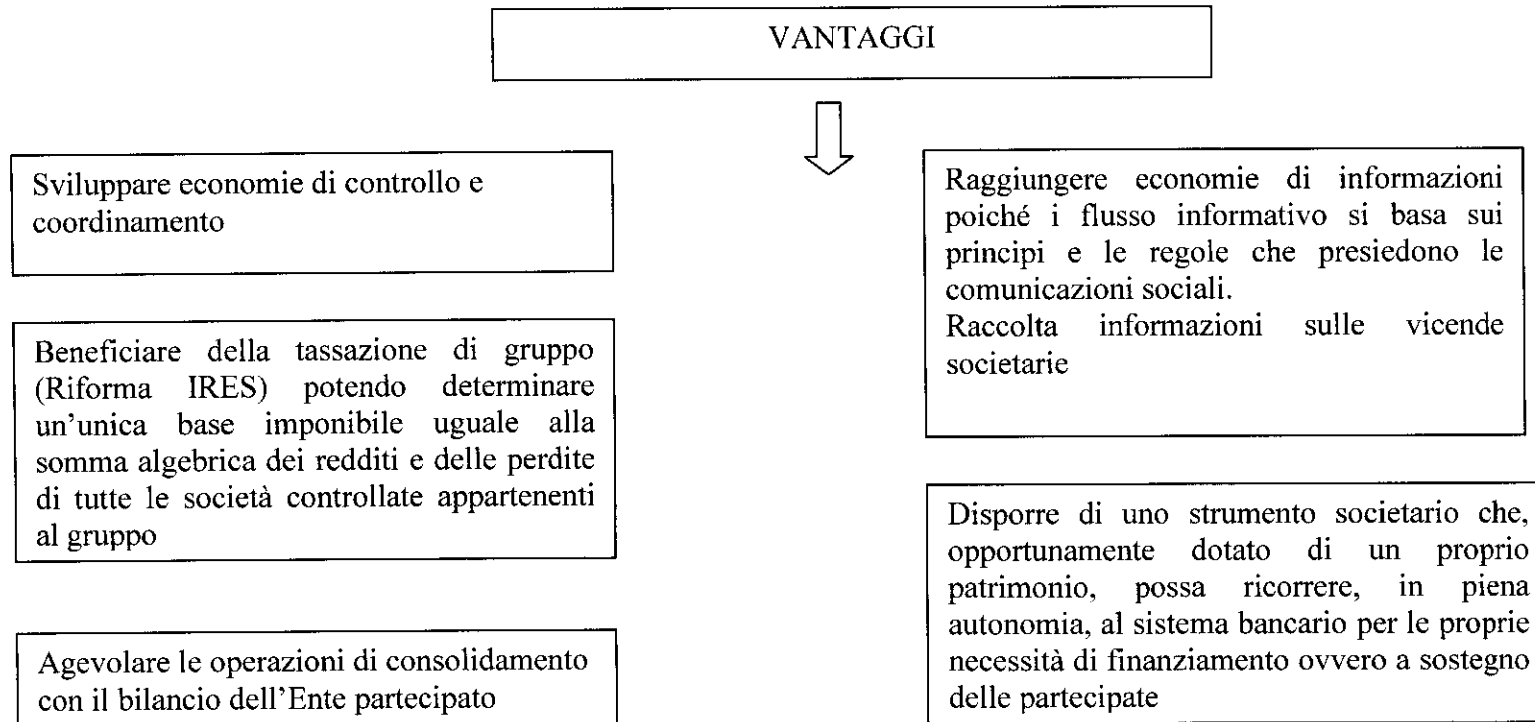 VANTAGGI
Sviluppare economie di controllo e
coordinamento
Beneficiare della tassazione di gruppo
(Riforma IRES) potendo determinare
un'unica base imponibile uguale alla
somma algebrica dei redditi e delle perdite
di tutte le società controllate appartenenti
al gruppo
Agevolare le operazioni di consolidamento
con il bilancio dell'Ente partecipato
Raggiungere economie di informazioni
poiché i flusso informativo si basa sui
principi e le regole che presiedono le
comunicazioni sociali.
Raccolta informazioni sulle vicende
societarie
Disporre di uno strumento societario che,
opportunamente dotato di un proprio
patrimonio, possa ricorrere, in piena
autonomia, al sistema bancario per le proprie
necessità di finanziamento ovvero a sostegno
delle partecipate